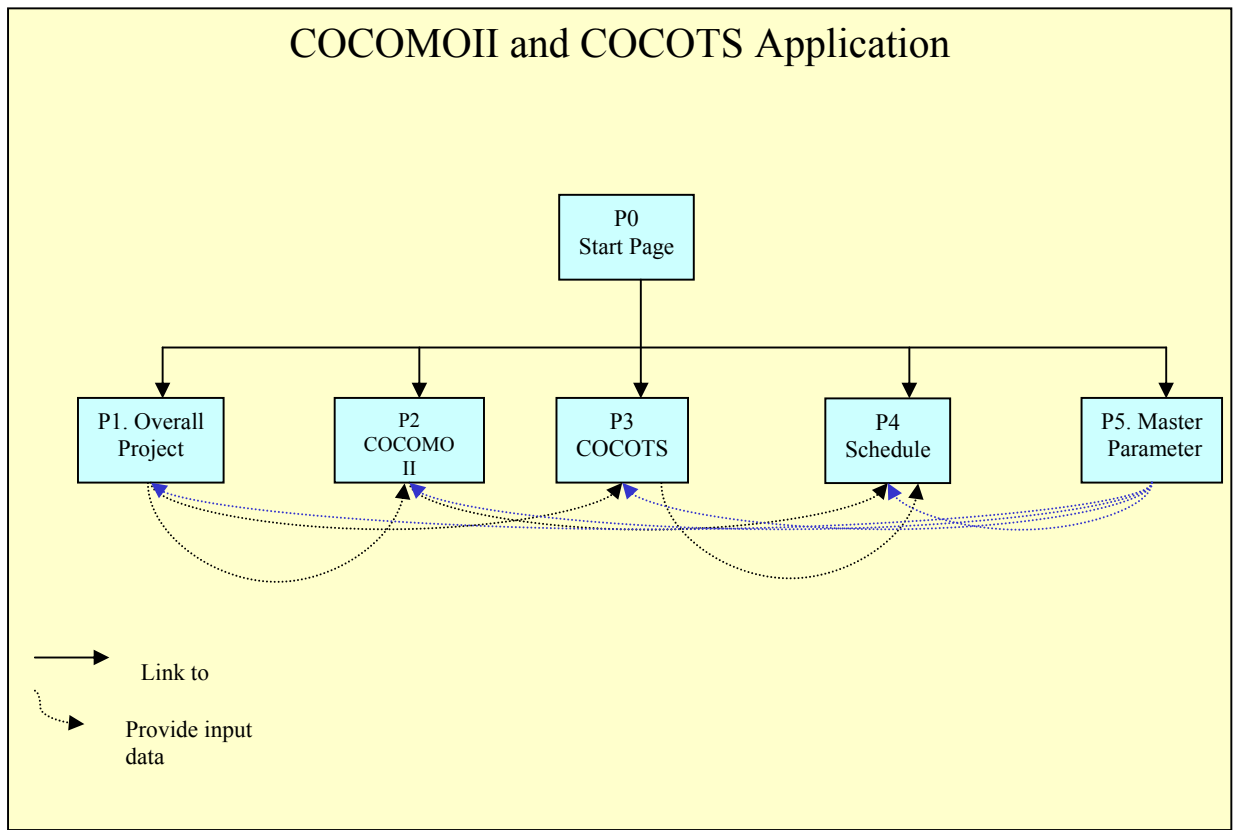 COCOMOII and COCOTS Application
P0
Start Page
P1. Overall
Project
P2
COCOMO
II
P3
COCOTS
P4
Schedule
P5. Master
Parameter
Link to
Provide input
data